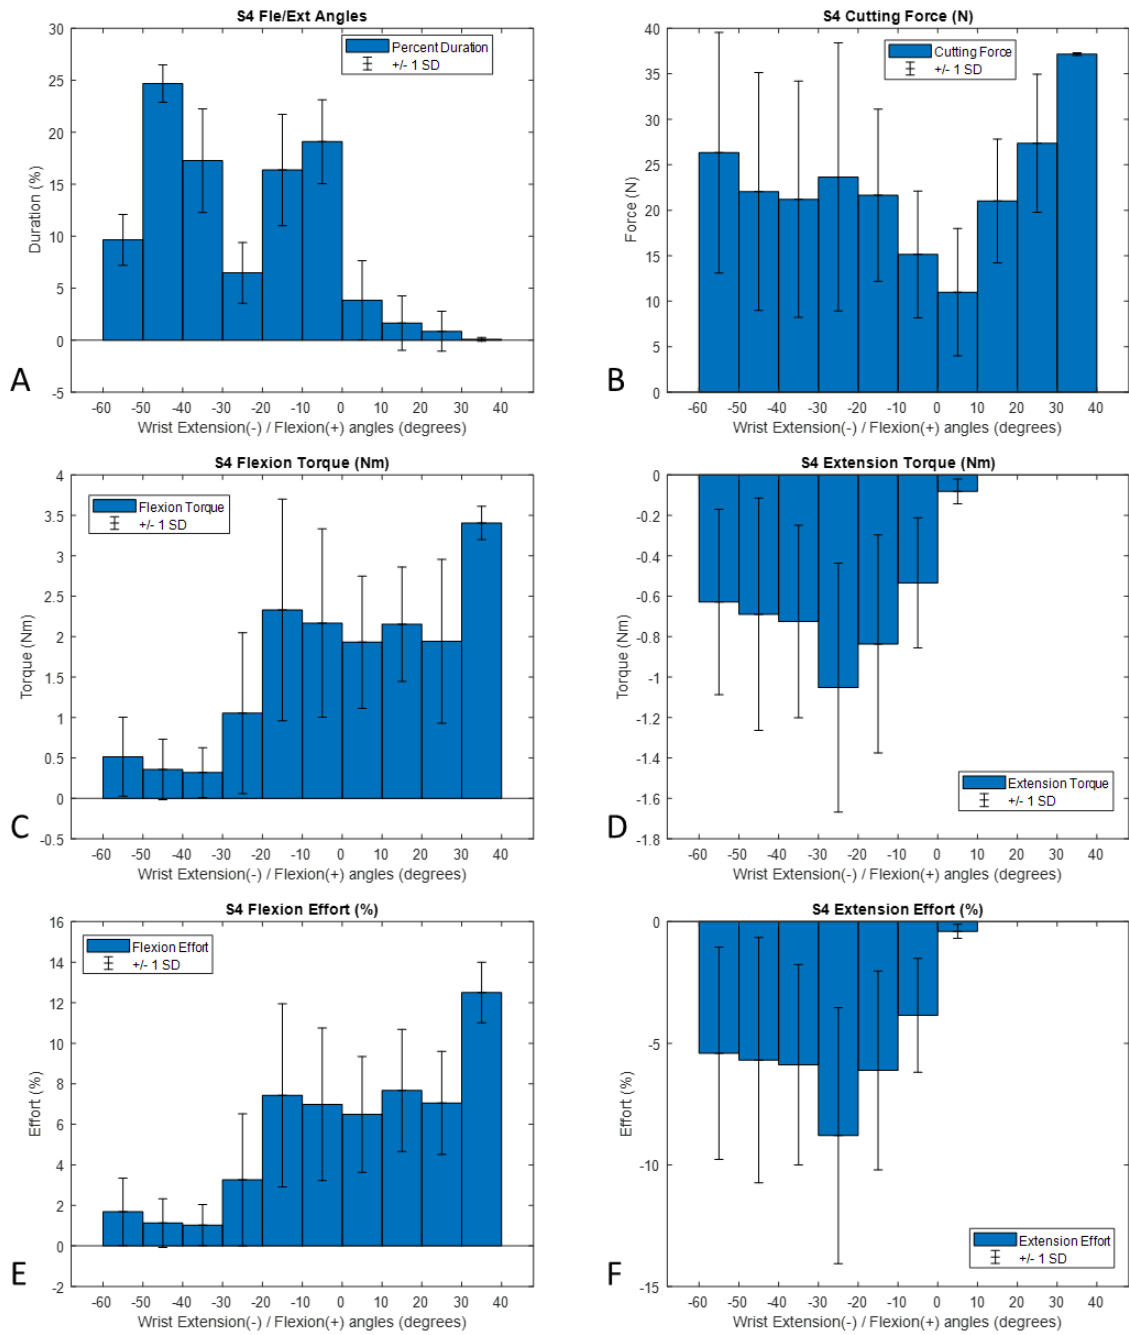 S4 Fle/Ext Angles
Percent Duration
+/- 1 SD
30
25
20
15
10
5
0
-5
Duration (%)
-60 -50 -40 -30 -20 -10 0 10 20 30 40
Wrist Extension(-) / Flexion(+) angles (degrees)
A
S4 Cutting Force (N)
Cutting Force
+/- 1 SD
40
35
30
25
20
15
10
5
0
Force (N)
-60 -50 -40 -30 -20 -10 0 10 20 30 40
Wrist Extension(-) / Flexion(+) angles (degrees)
B
S4 Flexion Torque (Nm)
Flexion Torque
+/- 1 SD
4
3.5
3
2.5
2
1.5
1
0.5
0
-0.5
Torque (Nm)
-60 -50 -40 -30 -20 -10 0 10 20 30 40
Wrist Extension(-) / Flexion(+) angles (degrees)
C
S4 Extension Torque (Nm)
0
-0.2
-0.4
-0.6
-0.8
-1
-1.2
-1.4
-1.6
-1.8
Torque (Nm)
Extension Torque
+/- 1 SD
-60 -50 -40 -30 -20 -10 0 10 20 30 40
Wrist Extension(-) / Flexion(+) angles (degrees)
D
S4 Flexion Effort (%)
Flexion Effort
+/- 1 SD
16
14
12
10
8
6
4
2
0
-2
Effort (%)
-60 -50 -40 -30 -20 -10 0 10 20 30 40
Wrist Extension(-) / Flexion(+) angles (degrees)
E
S4 Extension Effort (%)
0
-5
-10
-15
Effort (%)
Extension Effort
+/- 1 SD
-60 -50 -40 -30 -20 -10 0 10 20 30 40
Wrist Extension(-) / Flexion(+) angles (degrees)
F